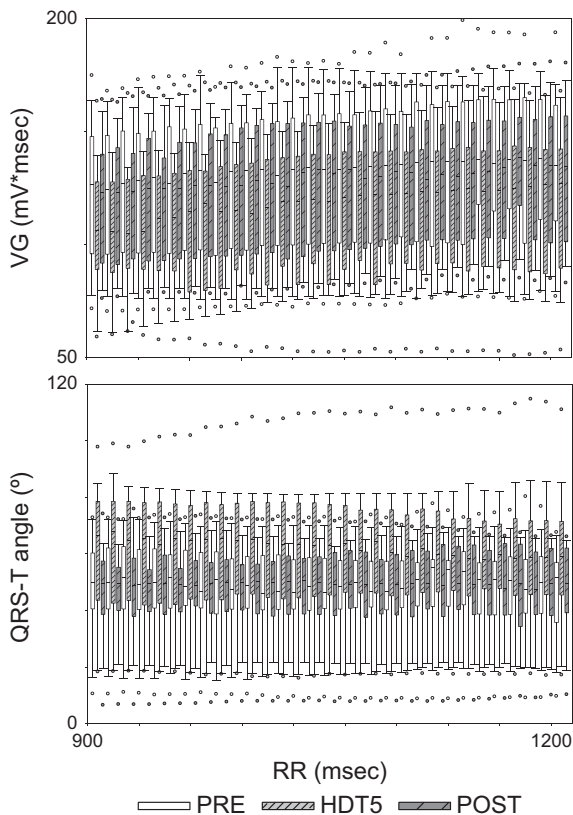 200
VG (mV*msec)
50
120
QRS-T angle (º)
0
900
1200
RR (msec)
PRE
HDT5
POST